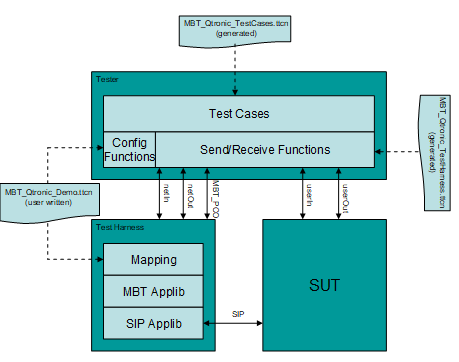 MBT_Qtronic_TestCases.ttcn
(generated)
Tester
Test Cases
Config
Functions
Send/Receive Functions
MBT_Qtronic_TestHarness.ttcn
(generated)
MBT_Qtronic_Demo.ttcn
(user written)
netIn
netOut
MBT_PCO
userIn
userOut
Test Harness
Mapping
MBT Applib
SIP Applib
SIP
SUT